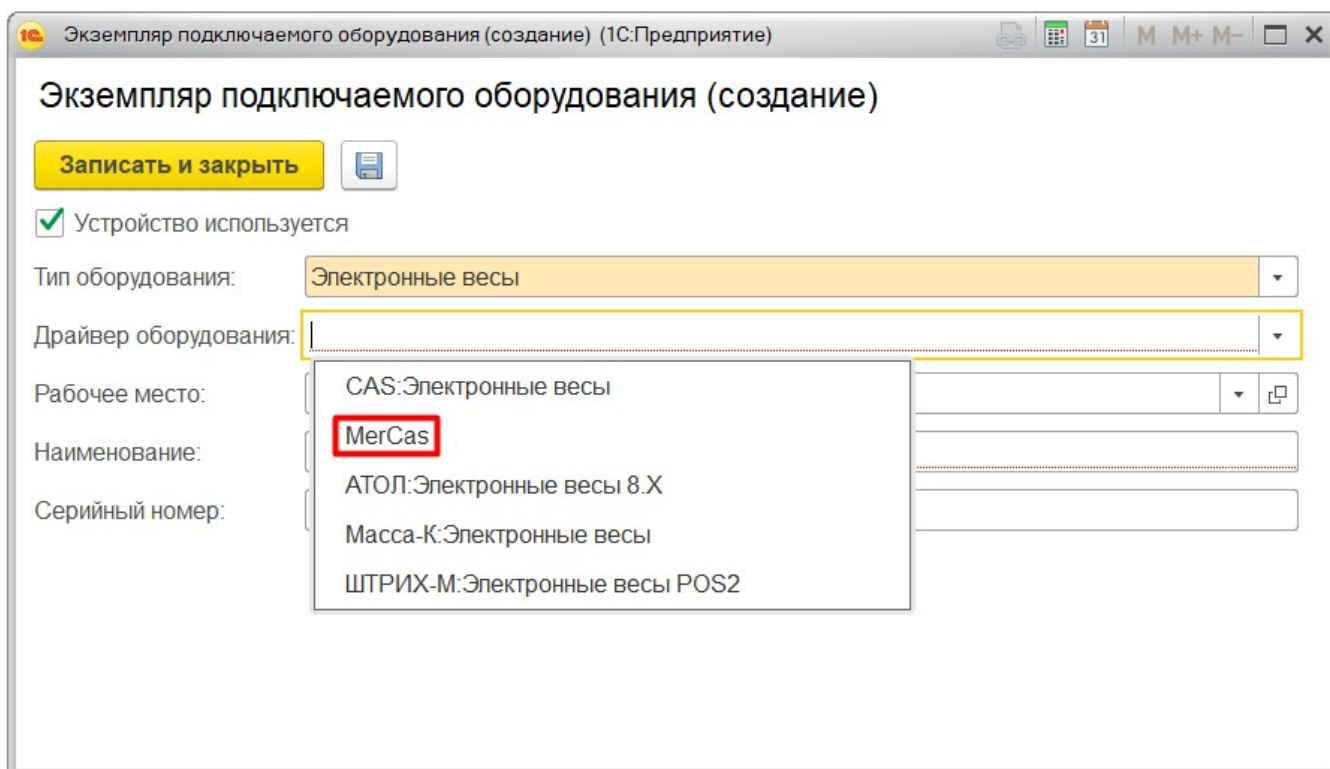 1С Экземпляр подключаемого оборудования (создание) (1С:Предприятие) 31 M M+ M-
Экземпляр подключаемого оборудования (создание)
Записать и закрыть
Устройство используется
Тип оборудования: Электронные весы
Драйвер оборудования:
CAS:Электронные весы
Рабочее место:
MerCas
Наименование:
АТОЛ:Электронные весы 8.X
Серийный номер:
Масса-К:Электронные весы
ШТРИХ-М:Электронные весы POS2